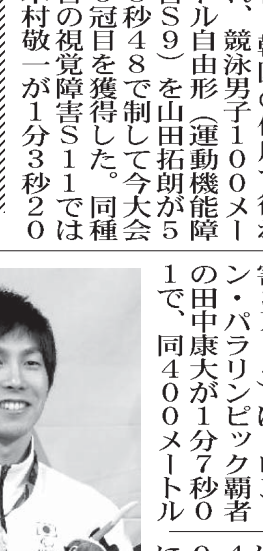 競泳男子100メー
トル自由形（運動機能障
害S9）を山田拓朗が5
秒48で制して今大会
冠目を獲得した。同種
の視覚障害S11では
木村敬一が1分3秒20
ン・パラリンピック覇者
の田中康大が1分7秒0
1で、同400メートル